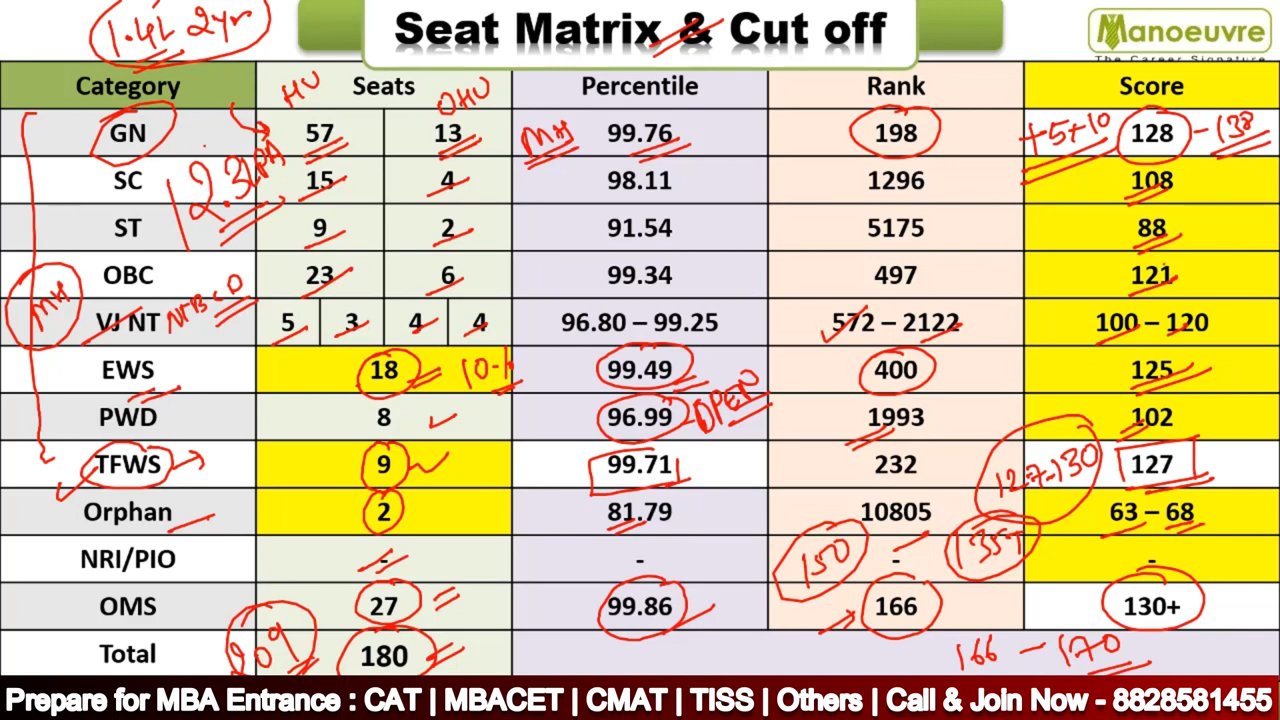 1.4L 2yr
Seat Matrix & Cut off
Manoeuvre
The Career Signature
Category Seats Percentile Rank Score
HU OHU
GN 57 13 MH 99.76 198 +5+10 128 - 138
12.3LPA
SC 15 4 98.11 1296 108
ST 9 2 91.54 5175 88
OBC 23 6 99.34 497 121
MH
VJ NT NTBCD 5 3 4 4 96.80 – 99.25 572 – 2122 100 – 120
EWS 18 99.49 400 125
PWD 8 96.99 OPEN 1993 102
TFWS 9 99.71 232 127-130 127
Orphan 2 81.79 10805 63 – 68
NRI/PIO - - 150 - -
OMS 27 99.86 166 130+
Total 209 180 166 - 170
Prepare for MBA Entrance : CAT | MBACET | CMAT | TISS | Others | Call & Join Now - 8828581455